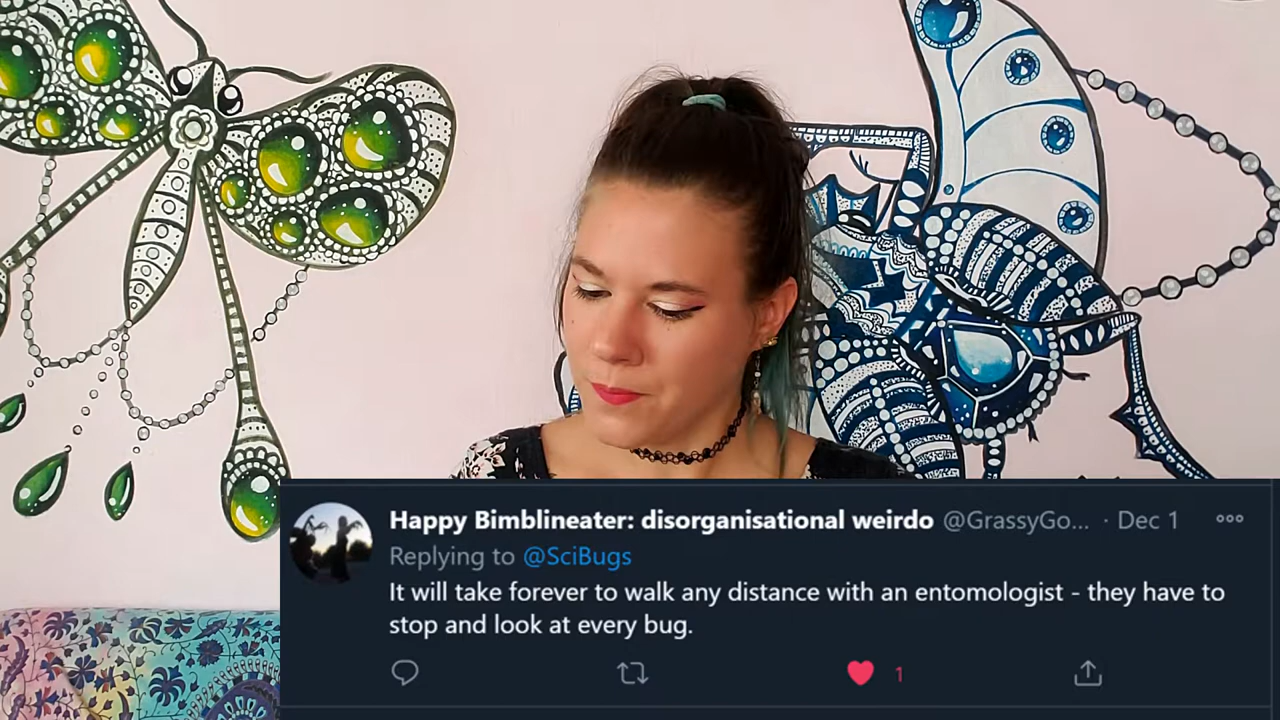 Happy Bimblineater: disorganisational weirdo @GrassyGo... · Dec 1
Replying to @SciBugs
It will take forever to walk any distance with an entomologist - they have to
stop and look at every bug.
1